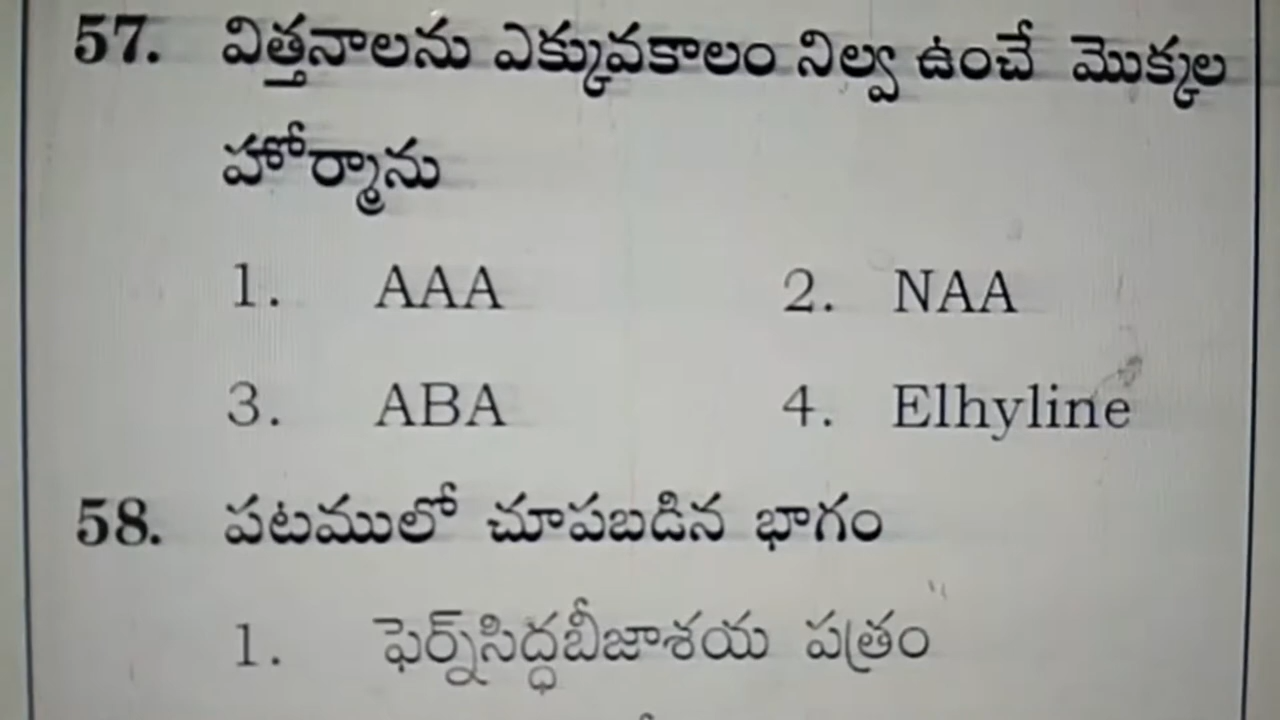 57. విత్తనాలను ఎక్కువకాలం నిల్వ ఉంచే మొక్కల
హోర్మాను
1. AAA 2. NAA
3. ABA 4. Elhyline
58. పటములో చూపబడిన భాగం
1. ఫెర్న్‌సిద్ధబీజాశయ పత్రం